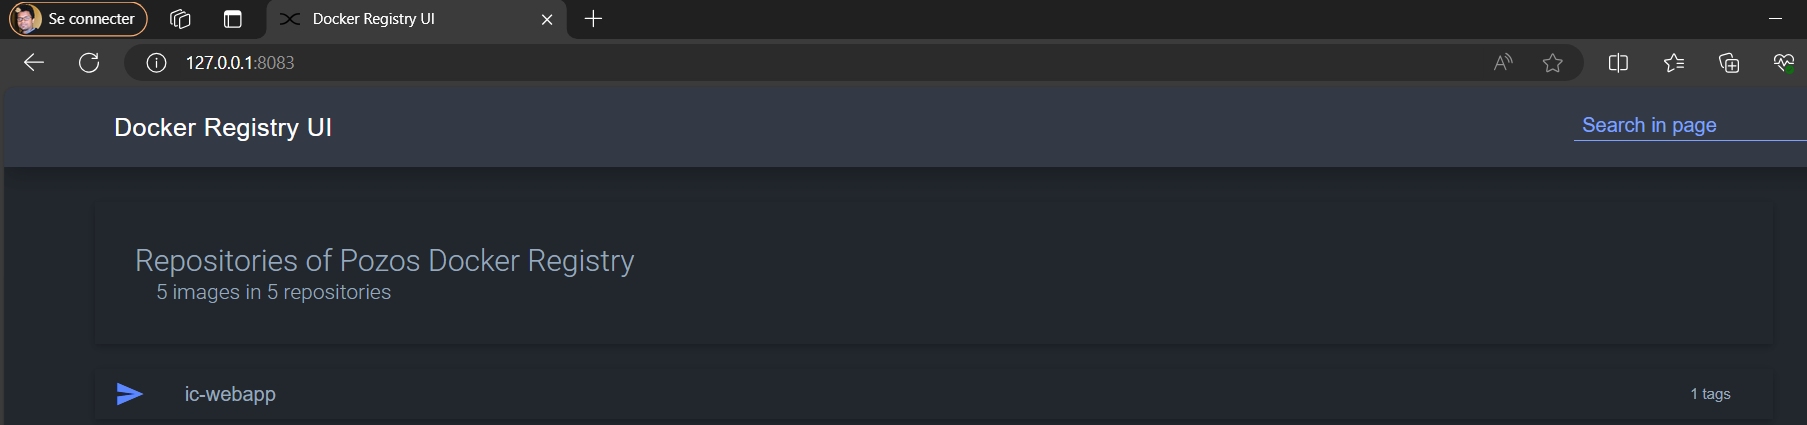 Se connecter
Docker Registry UI
127.0.0.1:8083
Docker Registry UI
Search in page
Repositories of Pozos Docker Registry
5 images in 5 repositories
ic-webapp
1 tags